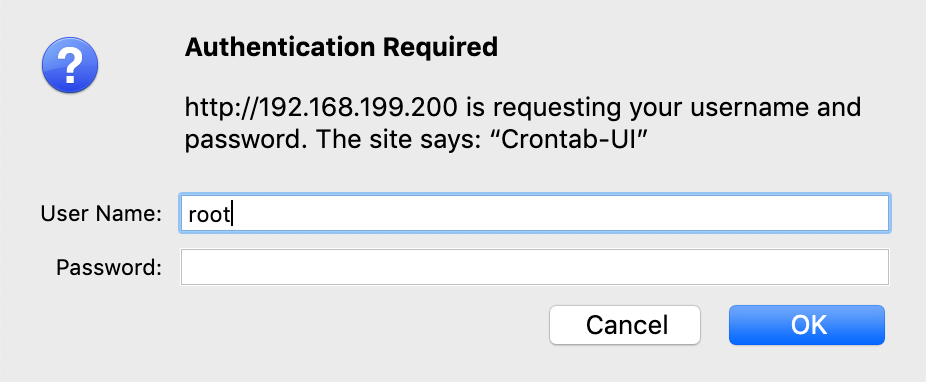 Authentication Required
http://192.168.199.200 is requesting your username and
password. The site says: “Crontab-UI”
User Name: root
Password:
Cancel OK